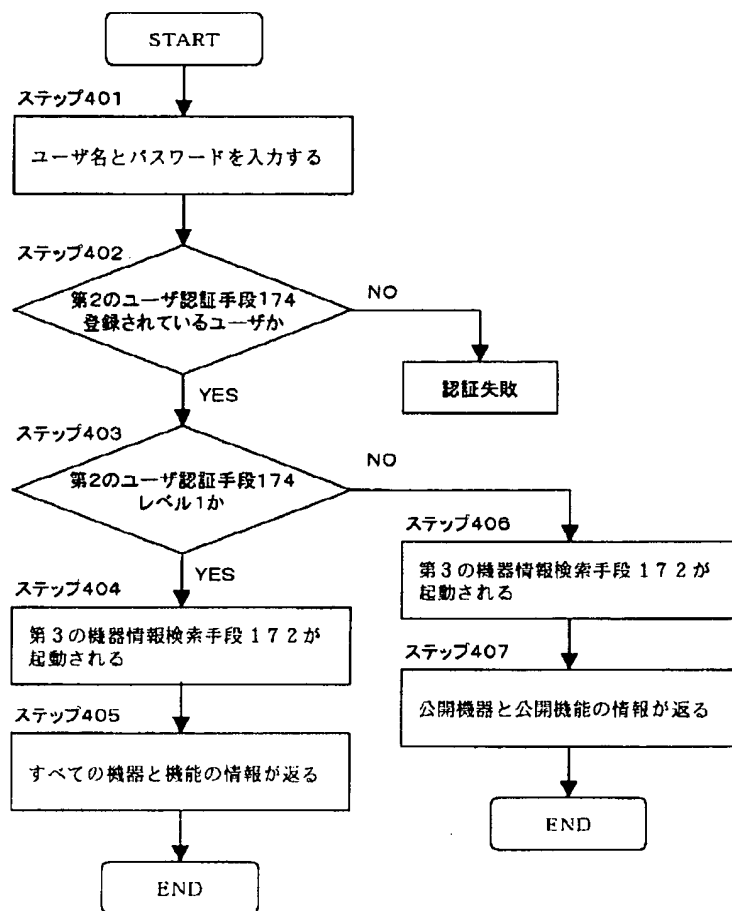 START
ステップ401
ユーザ名とパスワードを入力する
ステップ402
第2のユーザ認証手段174
登録されているユーザか
NO
認証失敗
YES
ステップ403
第2のユーザ認証手段174
レベル1か
NO
YES
ステップ404
第3の機器情報検索手段172が
起動される
ステップ405
すべての機器と機能の情報が返る
END
ステップ406
第3の機器情報検索手段172が
起動される
ステップ407
公開機器と公開機能の情報が返る
END